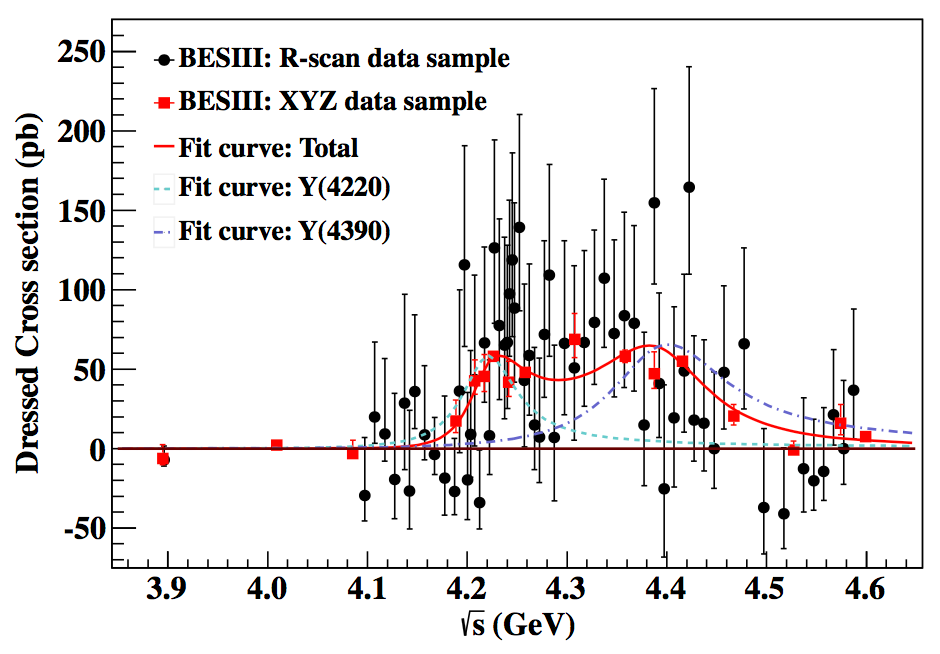 250
200
150
100
50
0
-50
Dressed Cross section (pb)
BESIII: R-scan data sample
BESIII: XYZ data sample
Fit curve: Total
Fit curve: Y(4220)
Fit curve: Y(4390)
3.9 4.0 4.1 4.2 4.3 4.4 4.5 4.6
√s (GeV)